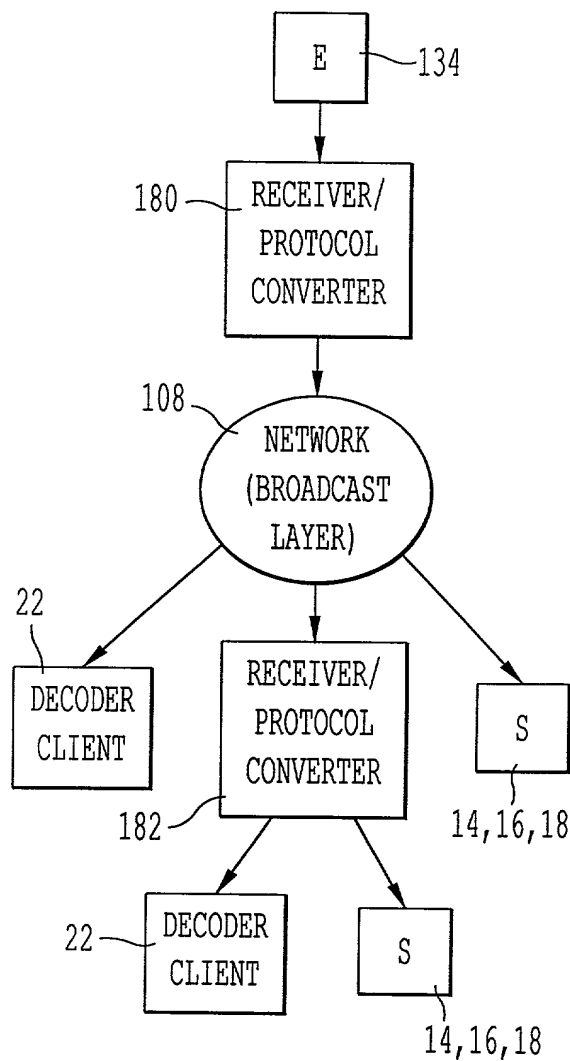 E
134
180
RECEIVER/
PROTOCOL
CONVERTER
108
NETWORK
(BROADCAST
LAYER)
22
DECODER
CLIENT
RECEIVER/
PROTOCOL
CONVERTER
182
S
14,16,18
22
DECODER
CLIENT
S
14,16,18